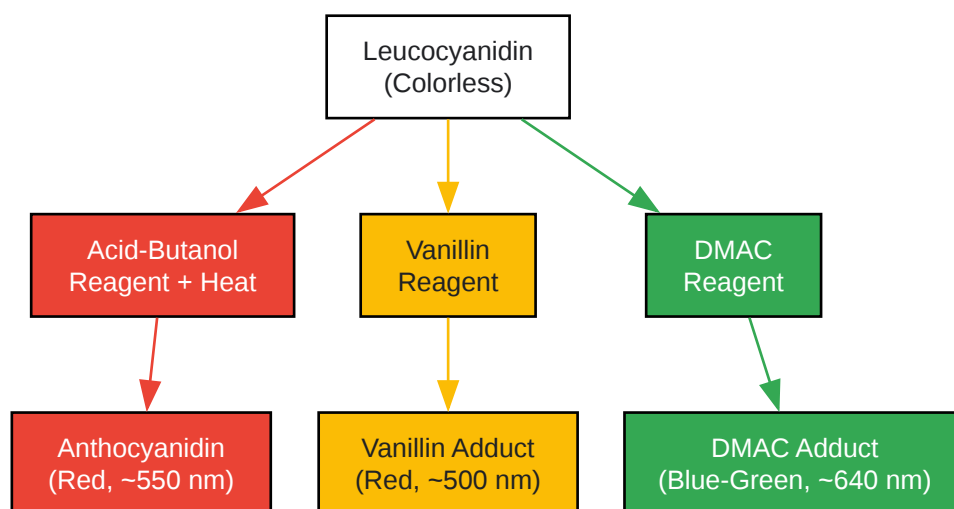 Leucocyanidin
(Colorless)
Acid-Butanol
Reagent + Heat
Vanillin
Reagent
DMAC
Reagent
Anthocyanidin
(Red, ~550 nm)
Vanillin Adduct
(Red, ~500 nm)
DMAC Adduct
(Blue-Green, ~640 nm)